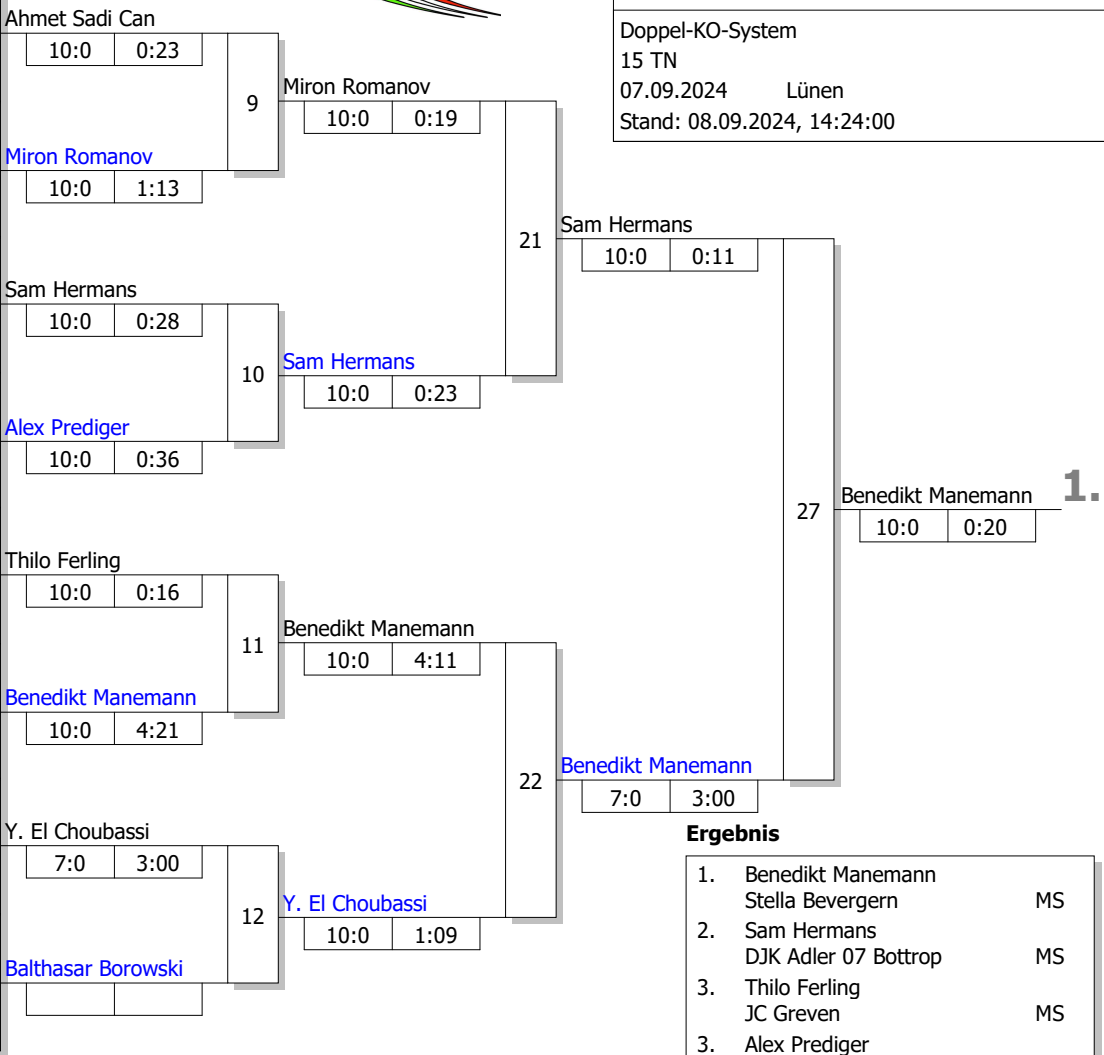 Doppel-KO-System
15 TN
07.09.2024 Lünen
Stand: 08.09.2024, 14:24:00
Ahmet Sadi Can
10:0 0:23
9
Miron Romanov
10:0 0:19
Miron Romanov
10:0 1:13
21
Sam Hermans
10:0 0:11
Sam Hermans
10:0 0:28
10
Sam Hermans
10:0 0:23
Alex Prediger
10:0 0:36
27
Benedikt Manemann 1.
10:0 0:20
Thilo Ferling
10:0 0:16
11
Benedikt Manemann
10:0 4:11
Benedikt Manemann
10:0 4:21
22
Benedikt Manemann
7:0 3:00
Y. El Choubassi
7:0 3:00
12
Y. El Choubassi
10:0 1:09
Balthasar Borowski
Ergebnis
1. Benedikt Manemann
Stella Bevergern MS
2. Sam Hermans
DJK Adler 07 Bottrop MS
3. Thilo Ferling
JC Greven MS
3. Alex Prediger